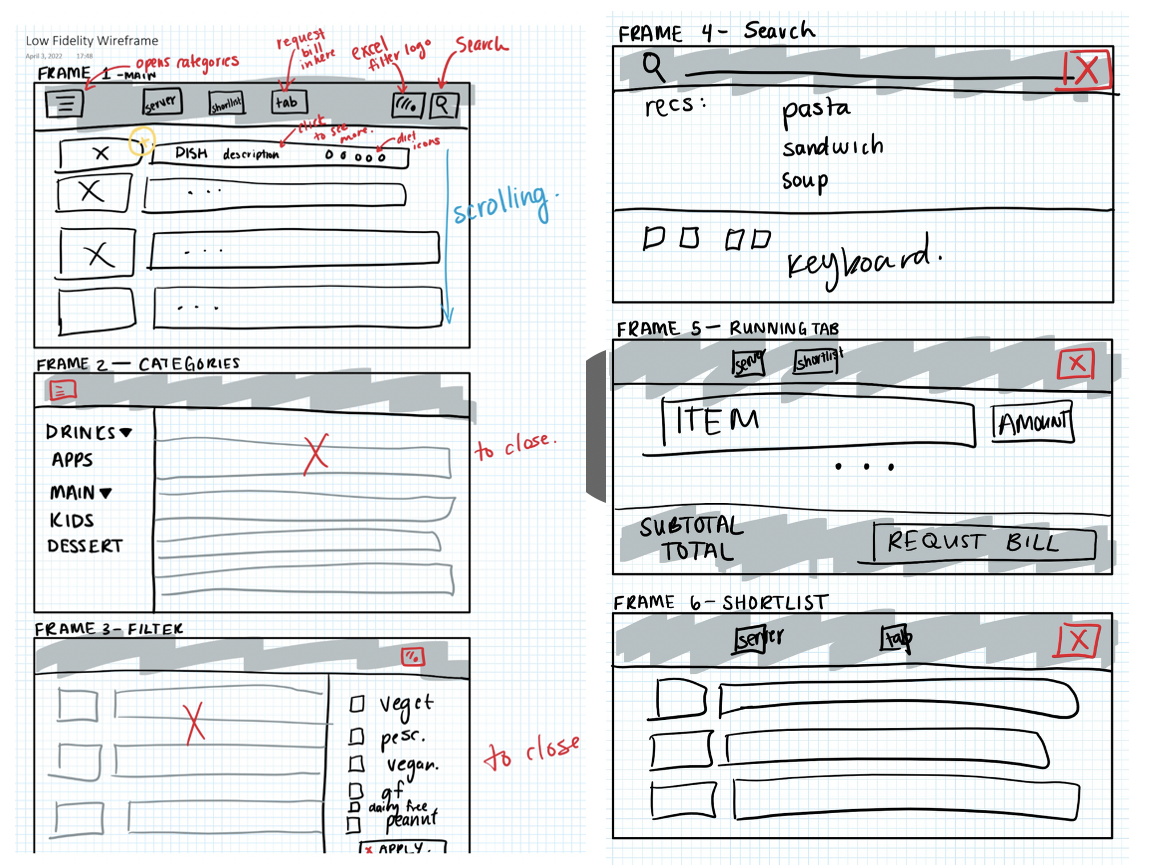 Low Fidelity Wireframe
April 3, 2022 17:48
FRAME 1 - MAIN
opens categories
request
bill
in here
excel
filter logo
Search
server
shortlist
tab
click
to see
more.
diet
icons
DISH description
. . .
. . .
. . .
scrolling.
FRAME 2 — CATEGORIES
DRINKS ▼
APPS
MAIN ▼
KIDS
DESSERT
X
to close.
FRAME 3 - FILTER
X
veget
pesc.
vegan.
gf
dairy free
peanut
x APPLY.
to close
FRAME 4 - Search
X
recs:
pasta
sandwich
soup
keyboard.
FRAME 5 — RUNNING TAB
server
shortlist
X
ITEM
AMOUNT
. . .
SUBTOTAL
TOTAL
REQUST BILL
FRAME 6 - SHORTLIST
server
tab
X